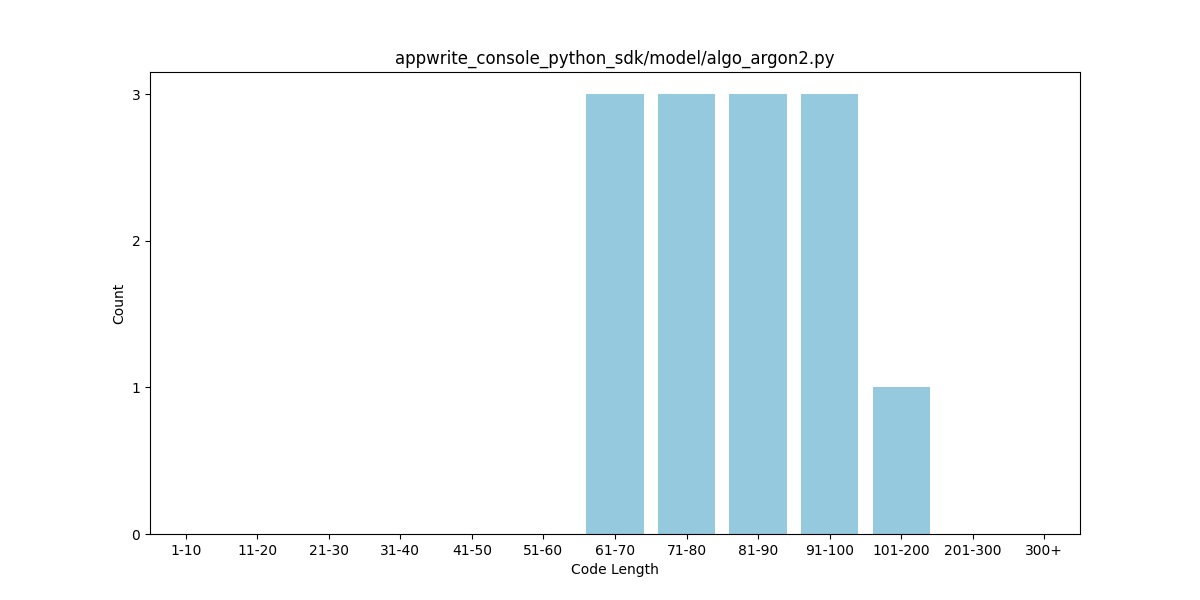 appwrite_console_python_sdk/model/algo_argon2.py
3
2
1
0
Count
1-10 11-20 21-30 31-40 41-50 51-60 61-70 71-80 81-90 91-100 101-200 201-300 300+
Code Length